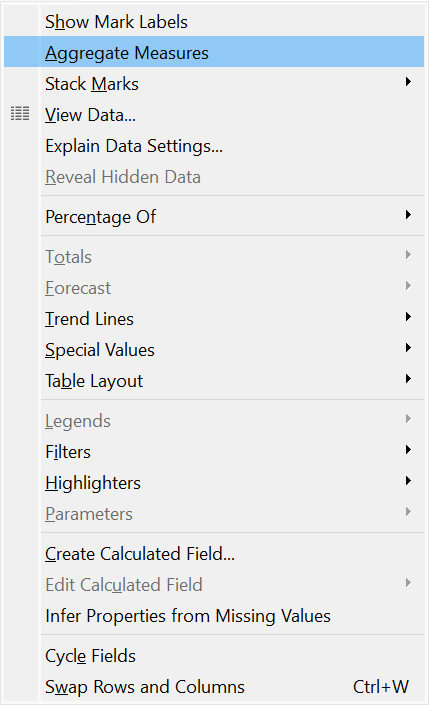 Show Mark Labels
Aggregate Measures
Stack Marks
View Data...
Explain Data Settings...
Reveal Hidden Data
Percentage Of
Totals
Forecast
Trend Lines
Special Values
Table Layout
Legends
Filters
Highlighters
Parameters
Create Calculated Field...
Edit Calculated Field
Infer Properties from Missing Values
Cycle Fields
Swap Rows and Columns Ctrl+W